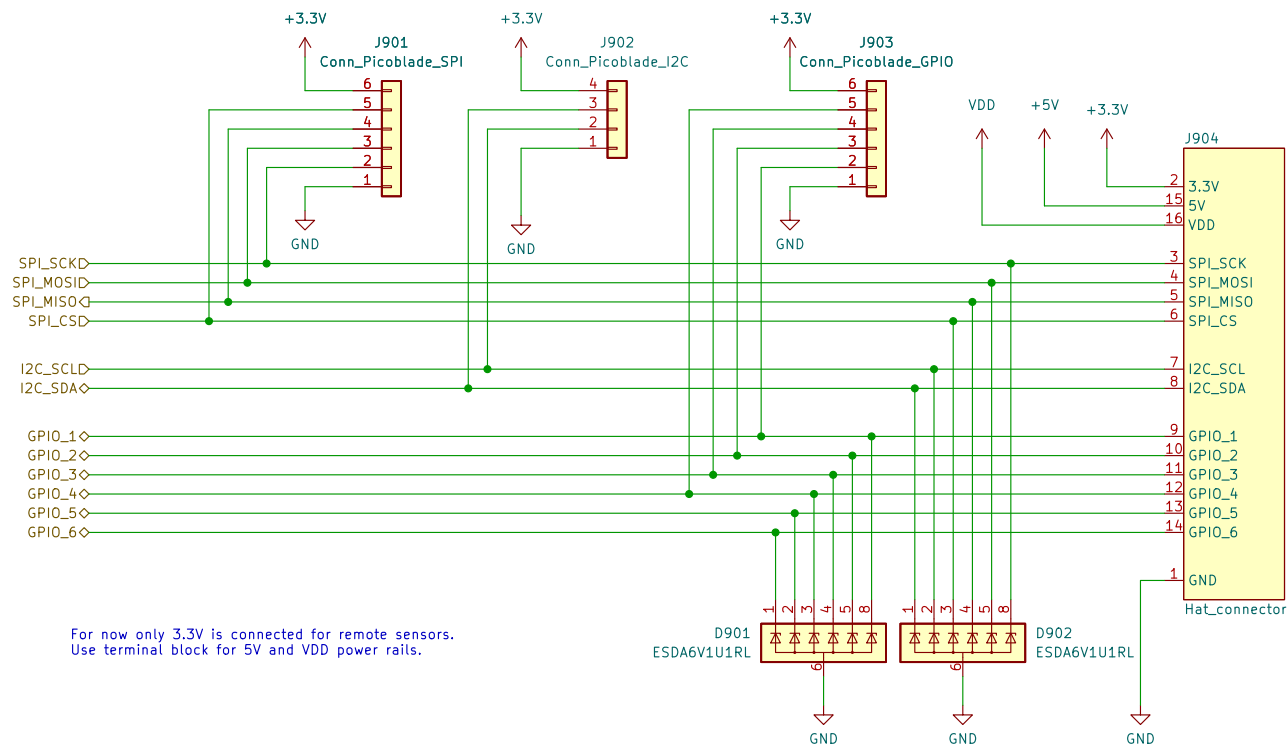 +3.3V
+3.3V
+3.3V
J901
Conn_Picoblade_SPI
6
5
4
3
2
1
GND
J902
Conn_Picoblade_I2C
4
3
2
1
GND
J903
Conn_Picoblade_GPIO
6
5
4
3
2
1
GND
VDD
+5V
+3.3V
J904
2 3.3V
15 5V
16 VDD
SPI_SCK
3 SPI_SCK
SPI_MOSI
4 SPI_MOSI
SPI_MISO
5 SPI_MISO
SPI_CS
6 SPI_CS
I2C_SCL
7 I2C_SCL
I2C_SDA
8 I2C_SDA
GPIO_1
9 GPIO_1
GPIO_2
10 GPIO_2
GPIO_3
11 GPIO_3
GPIO_4
12 GPIO_4
GPIO_5
13 GPIO_5
GPIO_6
14 GPIO_6
1 GND
Hat_connector
For now only 3.3V is connected for remote sensors.
Use terminal block for 5V and VDD power rails.
D901
ESDA6V1U1RL
1 2 3 4 5 8
6
GND
1 2 3 4 5 8
D902
ESDA6V1U1RL
6
GND
GND